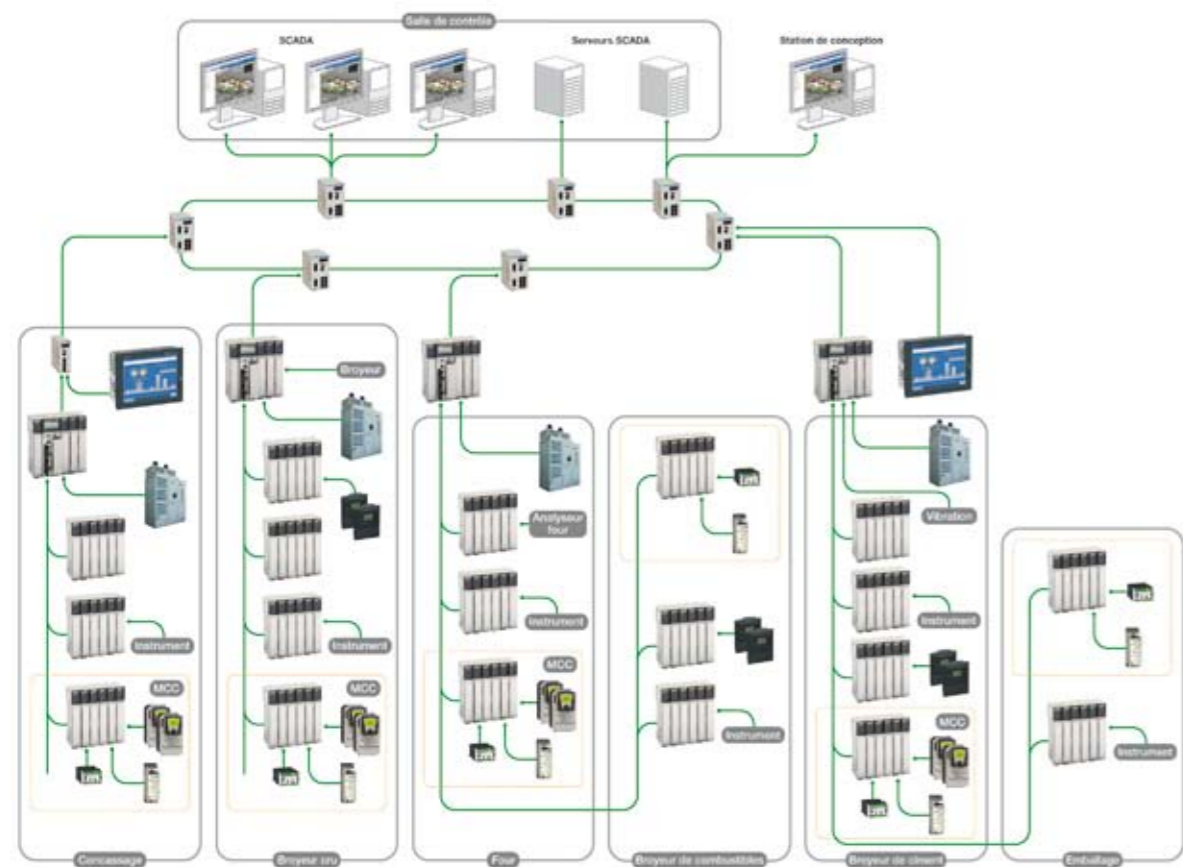 Salle de contrôle
SCADA
Serveurs SCADA
Station de conception
Broyeur
Analyseur
four
Vibration
Instrument
Instrument
Instrument
Instrument
Instrument
Instrument
MCC
MCC
MCC
MCC
Concassage
Broyeur cru
Four
Broyeur de combustibles
Broyeur de ciment
Emballage